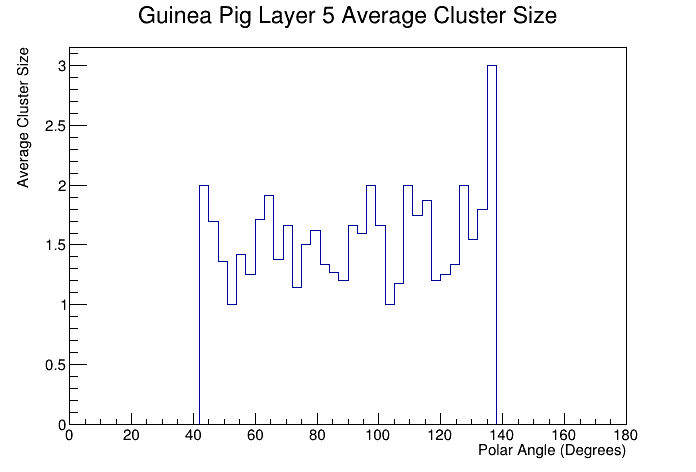 Guinea Pig Layer 5 Average Cluster Size
Average Cluster Size
3
2.5
2
1.5
1
0.5
0
0 20 40 60 80 100 120 140 160 180
Polar Angle (Degrees)